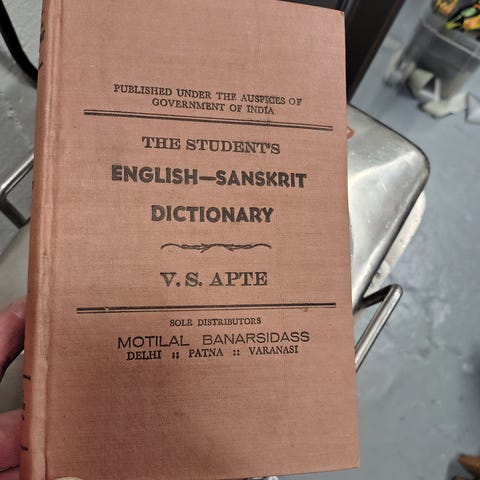 PUBLISHED UNDER THE AUSPICES OF
GOVERNMENT OF INDIA
THE STUDENT'S
ENGLISH—SANSKRIT
DICTIONARY
V. S. APTE
SOLE DISTRIBUTORS
MOTILAL BANARSIDASS
DELHI :: PATNA :: VARANASI